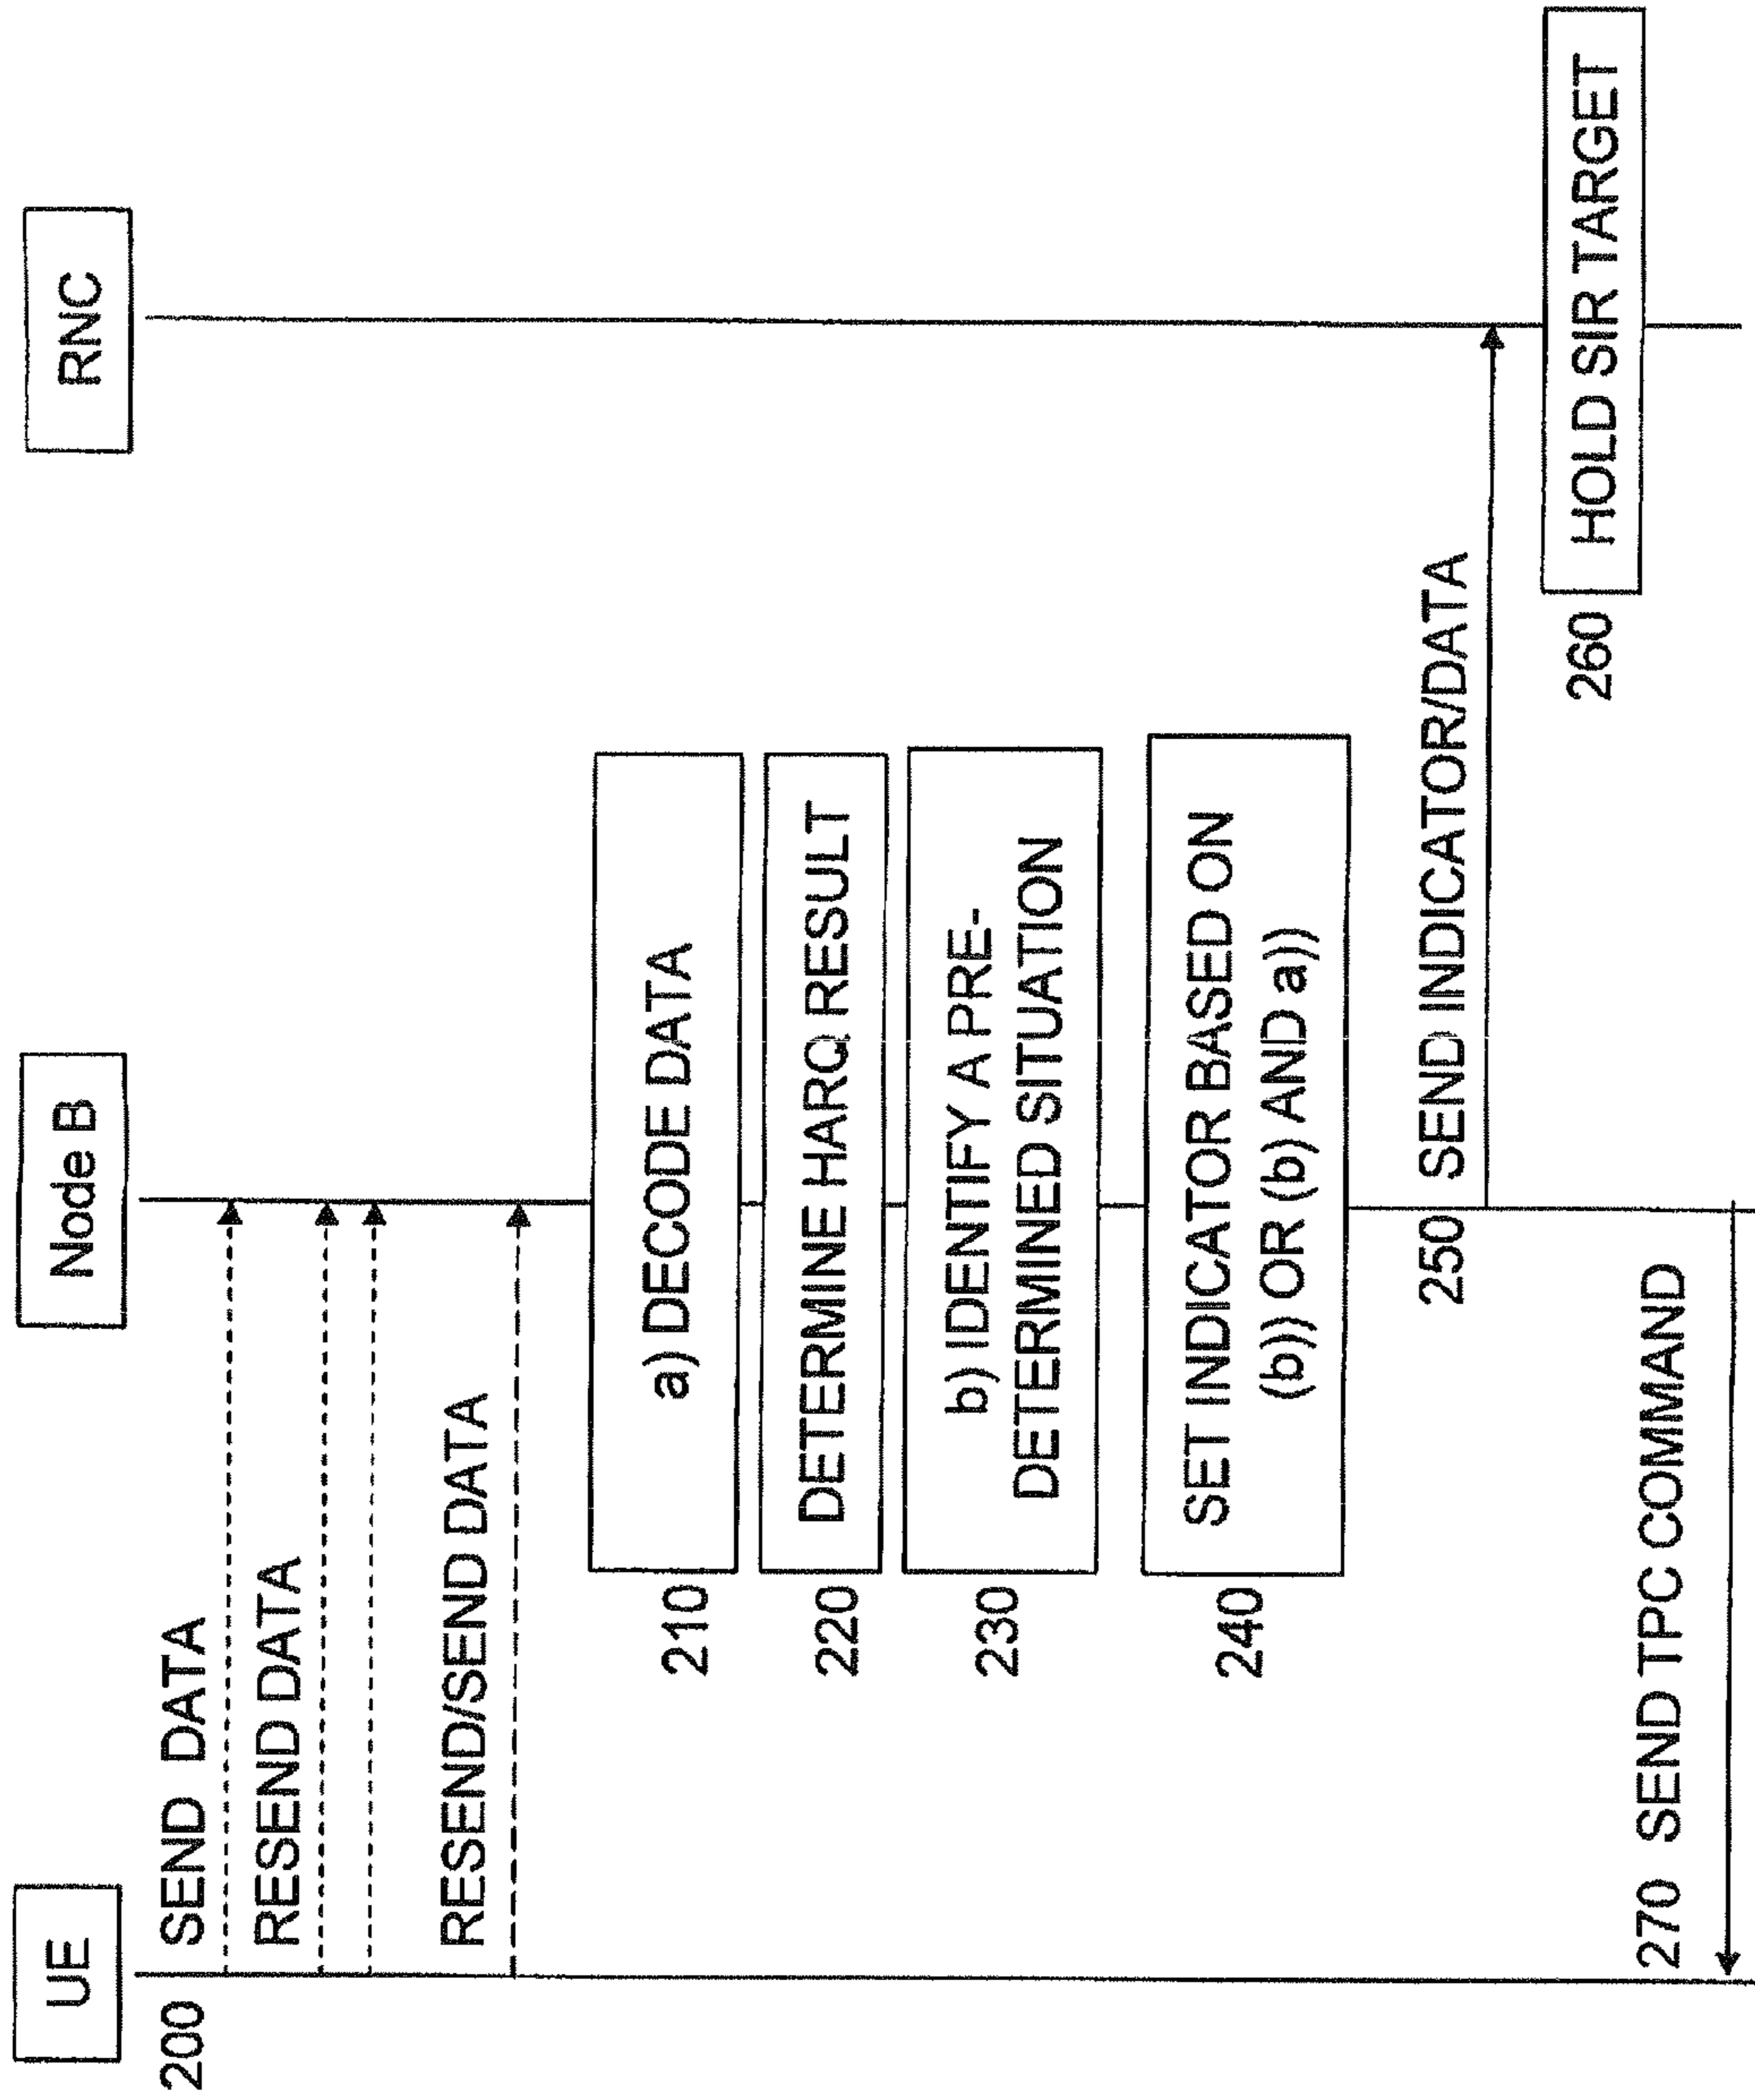 UE
Node B
RNC
200
SEND DATA
RESEND DATA
RESEND/SEND DATA
210
a) DECODE DATA
220
DETERMINE HARQ RESULT
230
b) IDENTIFY A PRE-
DETERMINED SITUATION
240
SET INDICATOR BASED ON
(b)) OR (b) AND a))
250 SEND INDICATOR/DATA
260
HOLD SIR TARGET
270 SEND TPC COMMAND